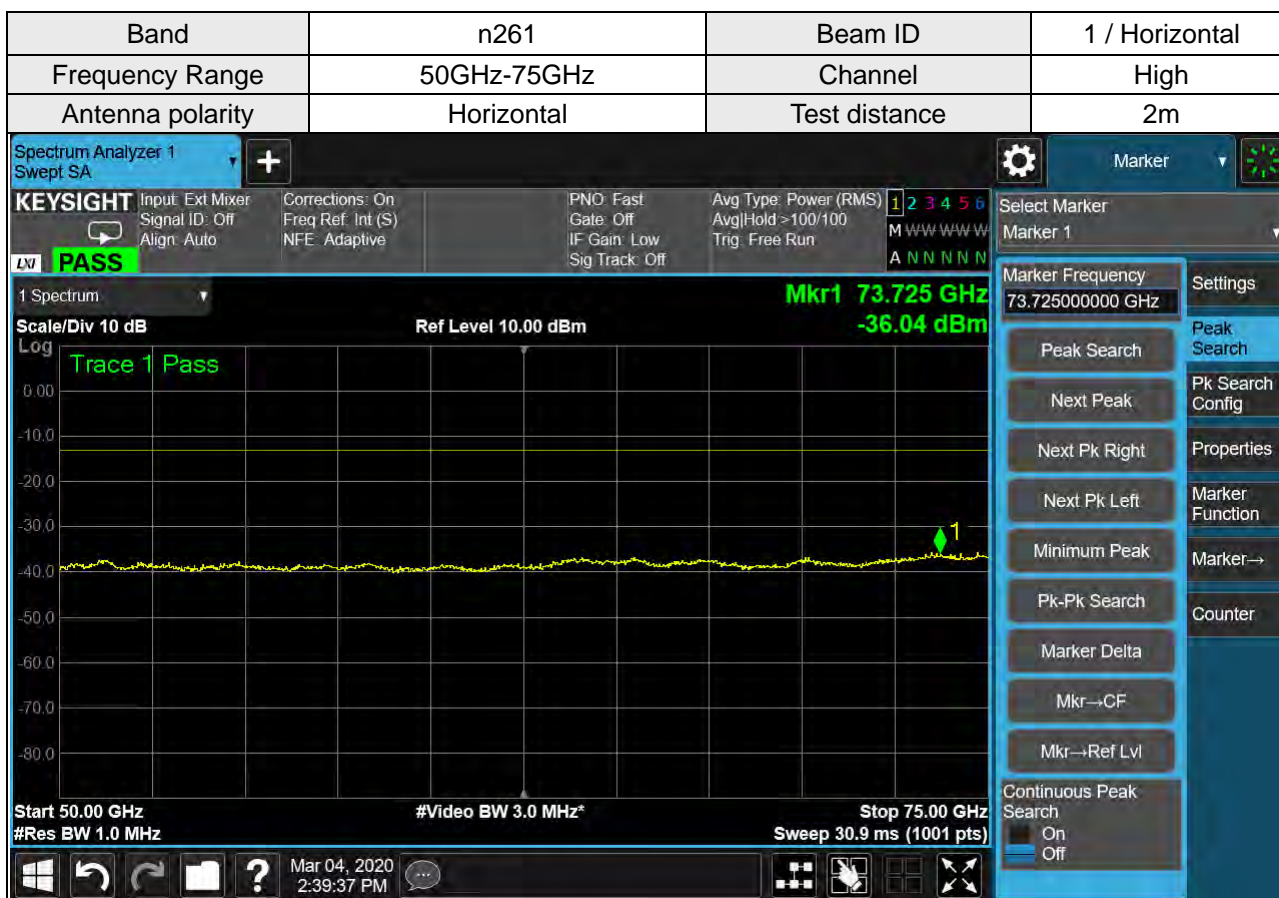 Band n261 Beam ID 1 / Horizontal
Frequency Range 50GHz-75GHz Channel High
Antenna polarity Horizontal Test distance 2m
Spectrum Analyzer 1
Swept SA
+
Marker
KEYSIGHT
LXI PASS
Input: Ext Mixer
Signal ID: Off
Align: Auto
Corrections: On
Freq Ref: Int (S)
NFE: Adaptive
PNO: Fast
Gate: Off
IF Gain: Low
Sig Track: Off
Avg Type: Power (RMS)
Avg|Hold >100/100
Trig: Free Run
1 2 3 4 5 6
M W W W W W
A N N N N N
Select Marker
Marker 1
1 Spectrum
Scale/Div 10 dB
Ref Level 10.00 dBm
Mkr1 73.725 GHz
-36.04 dBm
Log
Trace 1 Pass
0.00
-10.0
-20.0
-30.0
-40.0
-50.0
-60.0
-70.0
-80.0
1
Start 50.00 GHz
#Res BW 1.0 MHz
#Video BW 3.0 MHz*
Stop 75.00 GHz
Sweep 30.9 ms (1001 pts)
Marker Frequency
73.725000000 GHz
Peak Search
Next Peak
Next Pk Right
Next Pk Left
Minimum Peak
Pk-Pk Search
Marker Delta
Mkr→CF
Mkr→Ref Lvl
Continuous Peak
Search
On
Off
Settings
Peak
Search
Pk Search
Config
Properties
Marker
Function
Marker→
Counter
?
Mar 04, 2020
2:39:37 PM